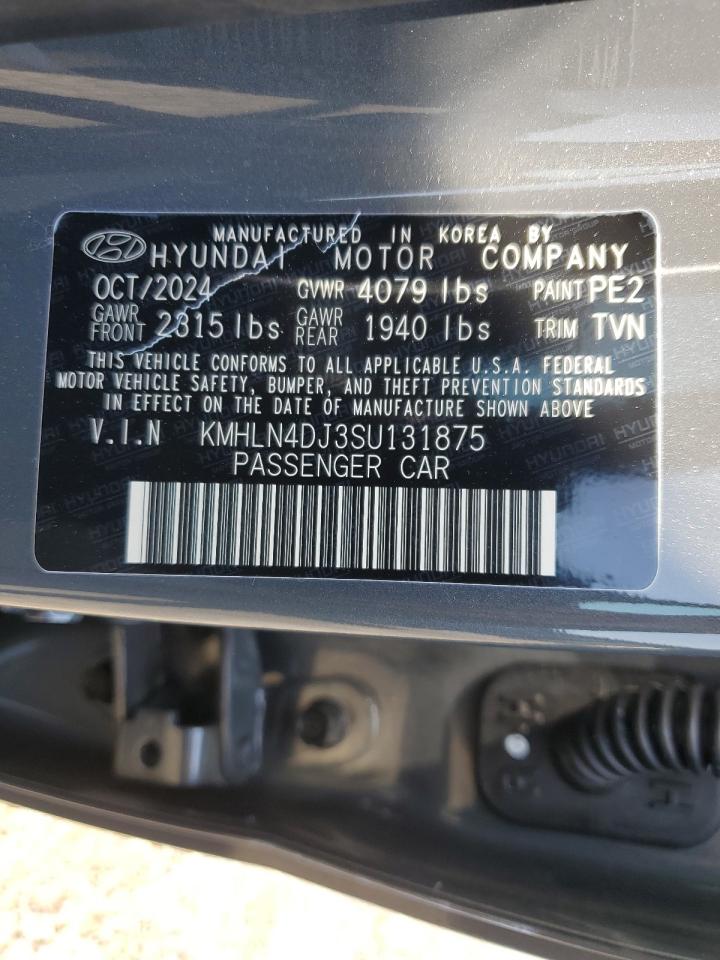 MANUFACTURED IN KOREA BY
HYUNDAI MOTOR COMPANY
OCT/2024 GVWR 4079 lbs PAINT PE2
GAWR FRONT 2315 lbs GAWR REAR 1940 lbs TRIM TVN
THIS VEHICLE CONFORMS TO ALL APPLICABLE U.S.A. FEDERAL
MOTOR VEHICLE SAFETY, BUMPER, AND THEFT PREVENTION STANDARDS
IN EFFECT ON THE DATE OF MANUFACTURE SHOWN ABOVE
V.I.N KMHLN4DJ3SU131875
PASSENGER CAR